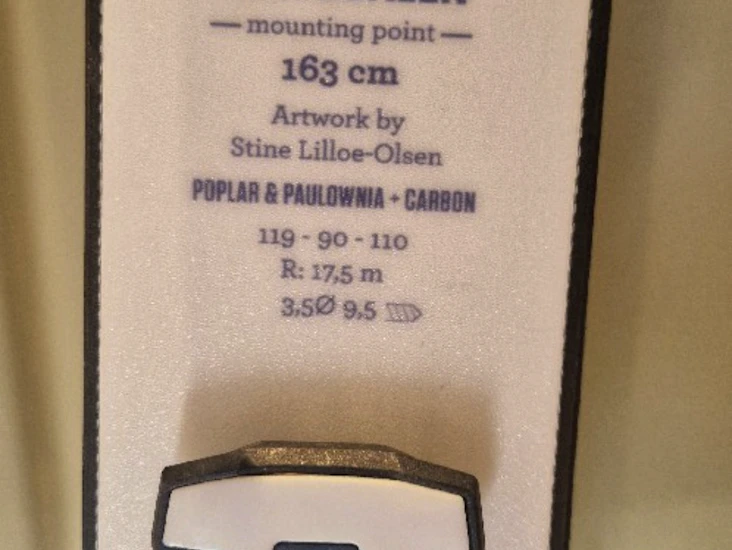 — mounting point —
163 cm
Artwork by
Stine Lilloe-Olsen
POPLAR & PAULOWNIA + CARBON
119 - 90 - 110
R: 17,5 m
3,5Ø 9,5